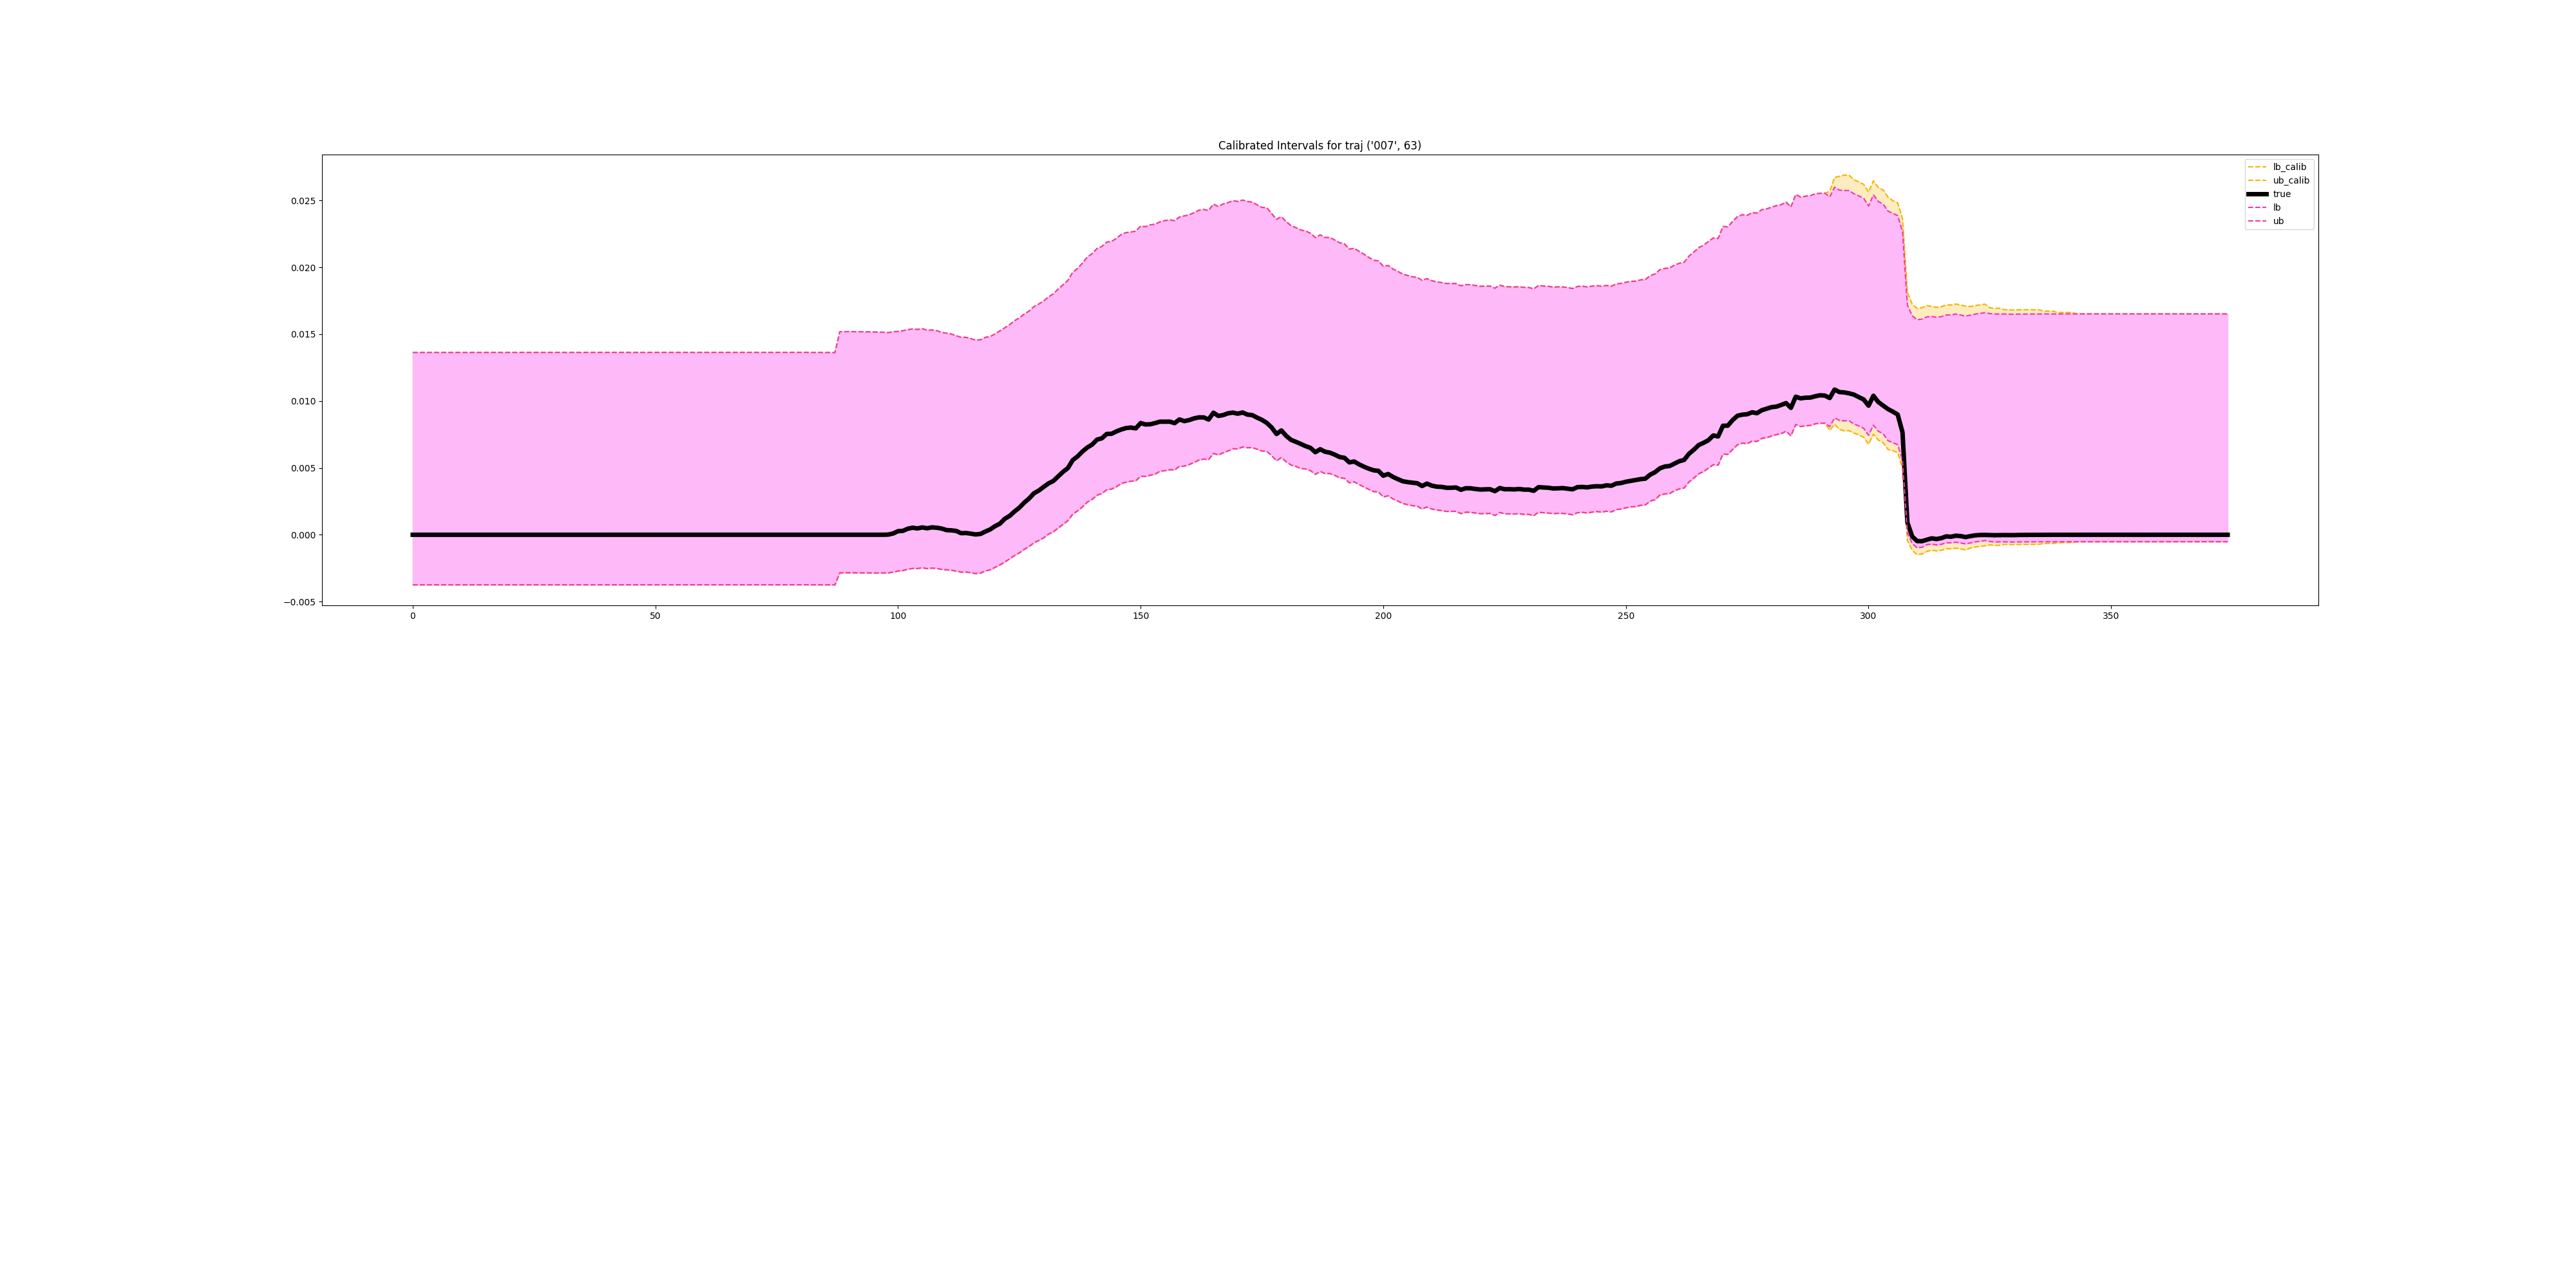 Calibrated Intervals for traj ('007', 63)
lb_calib
ub_calib
true
lb
ub
0.025
0.020
0.015
0.010
0.005
0.000
−0.005
0 50 100 150 200 250 300 350